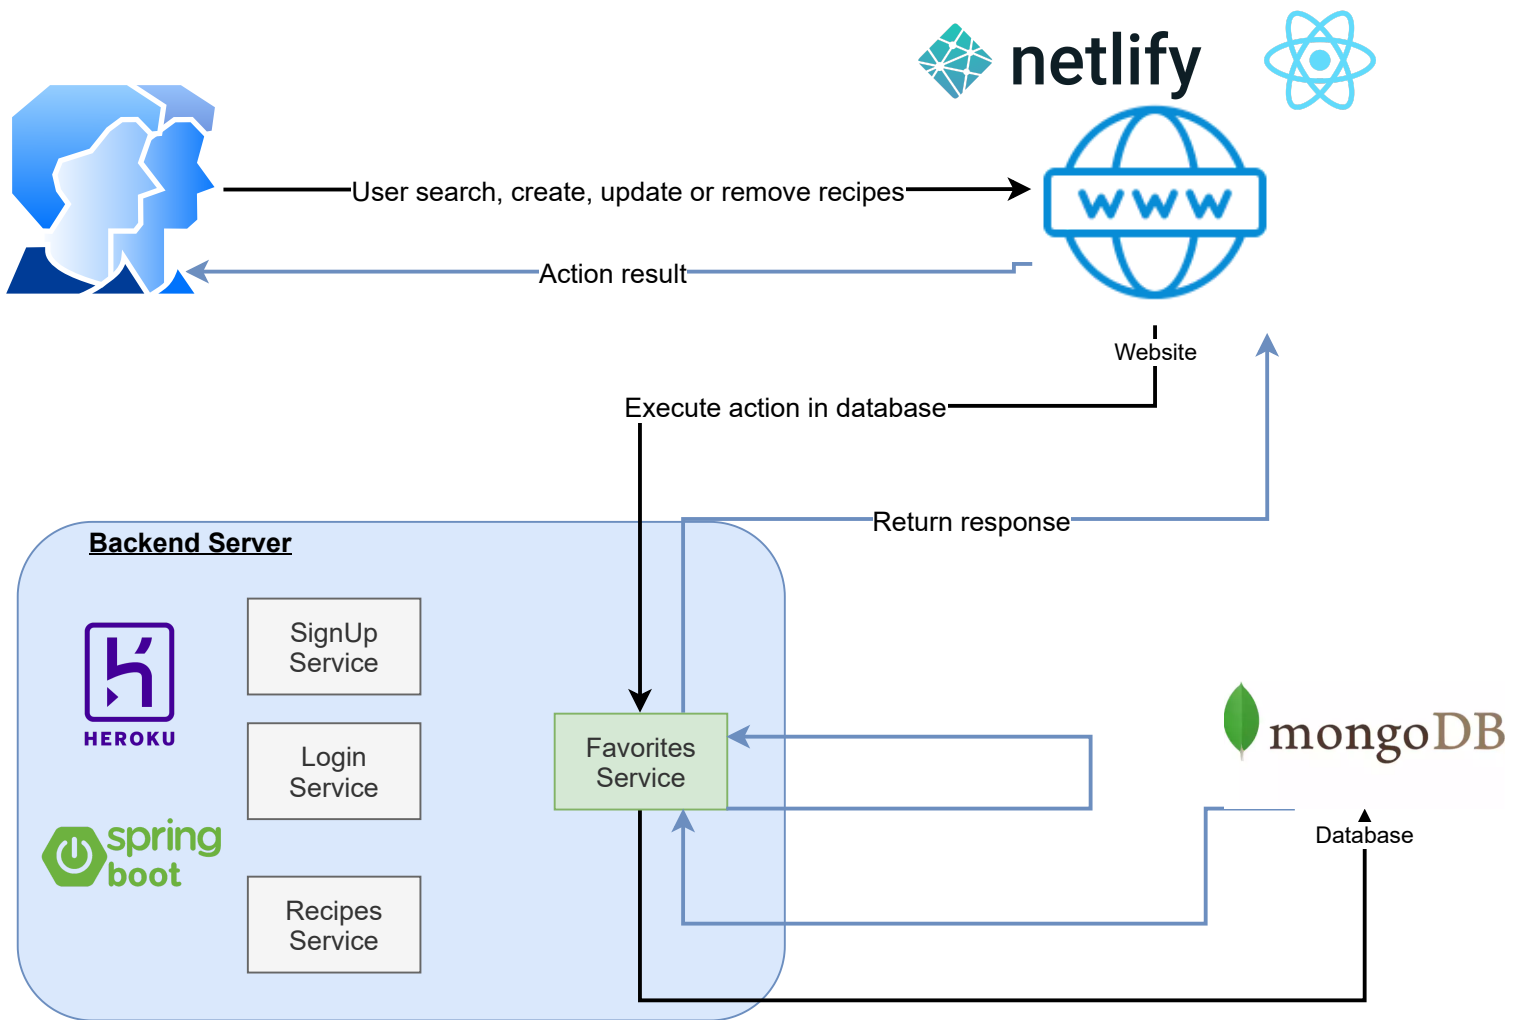 netlify
User search, create, update or remove recipes
www
Action result
Website
Execute action in database
Return response
Backend Server
SignUp
Service
HEROKU
Login
Service
Favorites
Service
mongoDB
Database
spring
boot
Recipes
Service